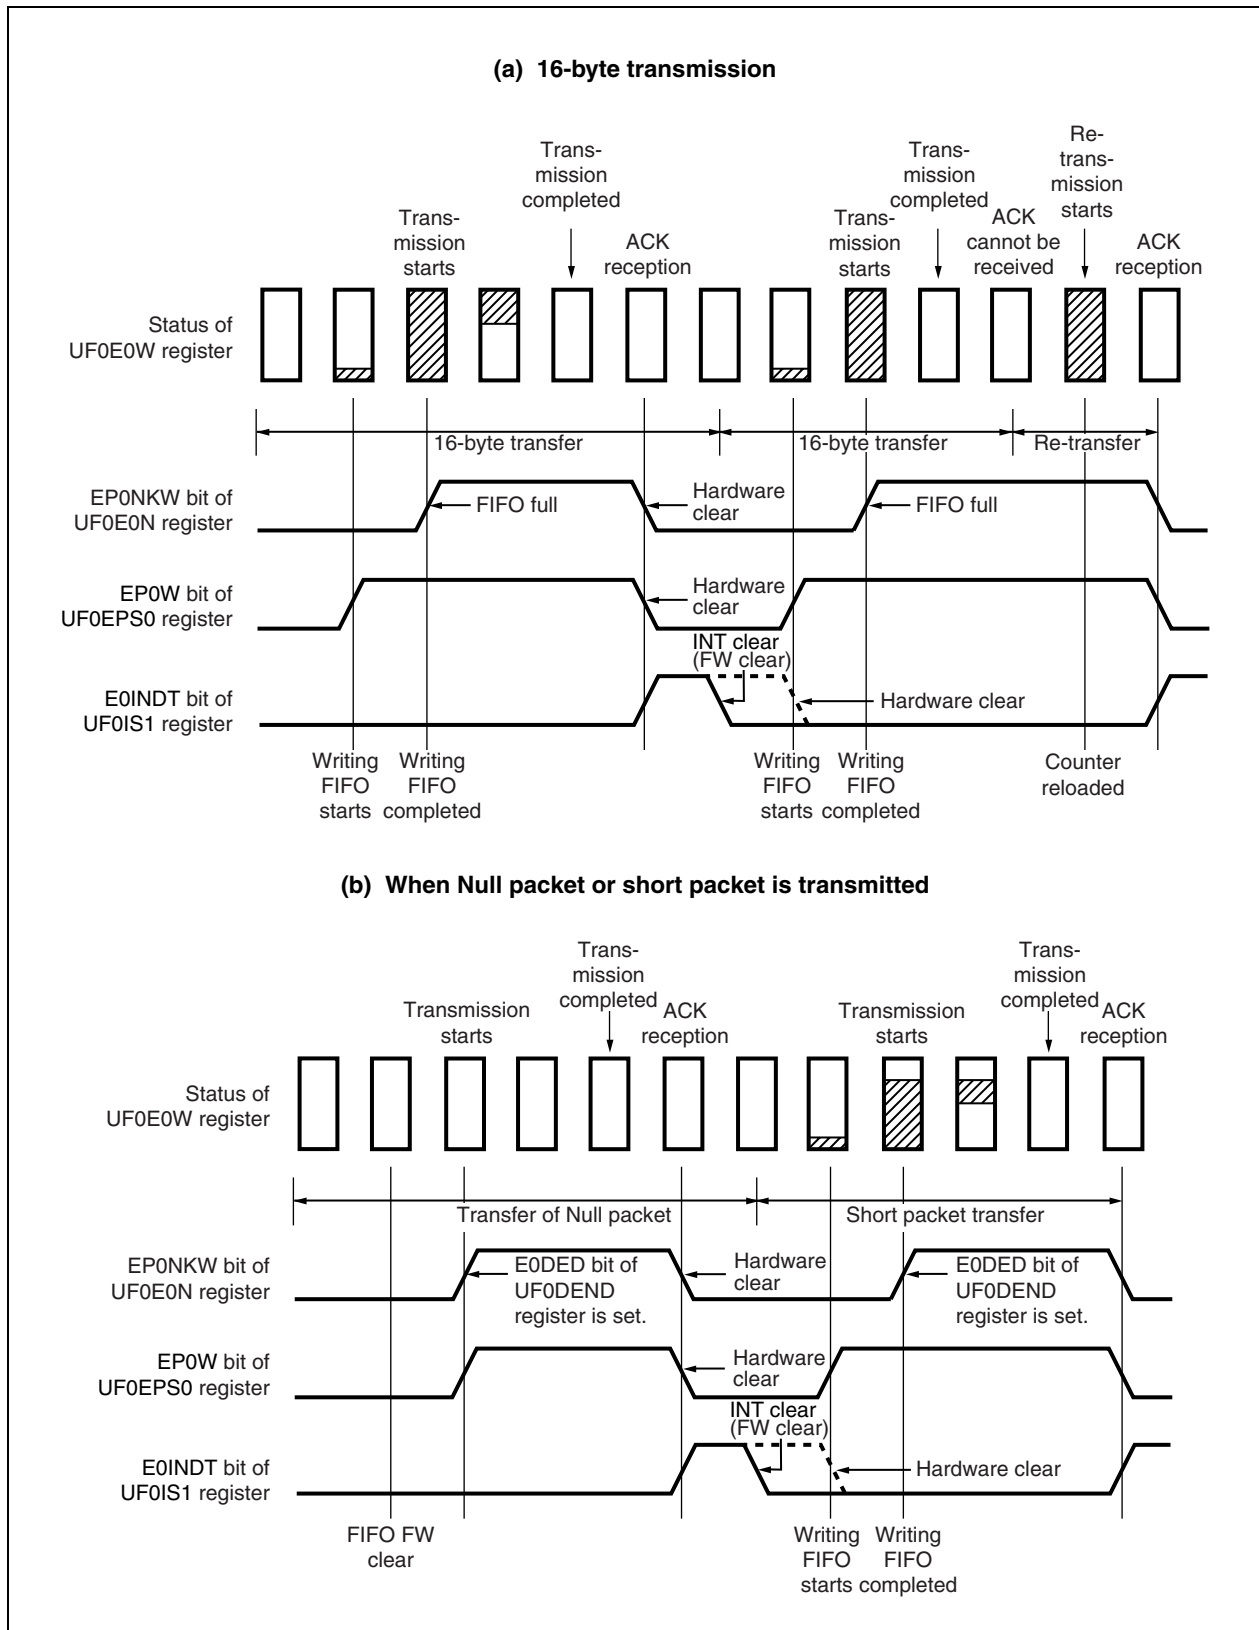 (a) 16-byte transmission
Trans-
mission
completed
Trans-
mission
completed
Re-
trans-
mission
starts
Trans-
mission
starts
ACK
reception
Trans-
mission
starts
ACK
cannot be
received
ACK
reception
Status of
UF0E0W register
16-byte transfer
16-byte transfer
Re-transfer
EP0NKW bit of
UF0E0N register
FIFO full
Hardware
clear
FIFO full
EP0W bit of
UF0EPS0 register
Hardware
clear
INT clear
(FW clear)
E0INDT bit of
UF0IS1 register
Hardware clear
Writing
FIFO
starts
Writing
FIFO
completed
Writing
FIFO
starts
Writing
FIFO
completed
Counter
reloaded
(b) When Null packet or short packet is transmitted
Trans-
mission
completed
Trans-
mission
completed
Transmission
starts
ACK
reception
Transmission
starts
ACK
reception
Status of
UF0E0W register
Transfer of Null packet
Short packet transfer
EP0NKW bit of
UF0E0N register
E0DED bit of
UF0DEND
register is set.
Hardware
clear
E0DED bit of
UF0DEND
register is set.
EP0W bit of
UF0EPS0 register
Hardware
clear
INT clear
(FW clear)
E0INDT bit of
UF0IS1 register
Hardware clear
FIFO FW
clear
Writing
FIFO
starts
Writing
FIFO
completed